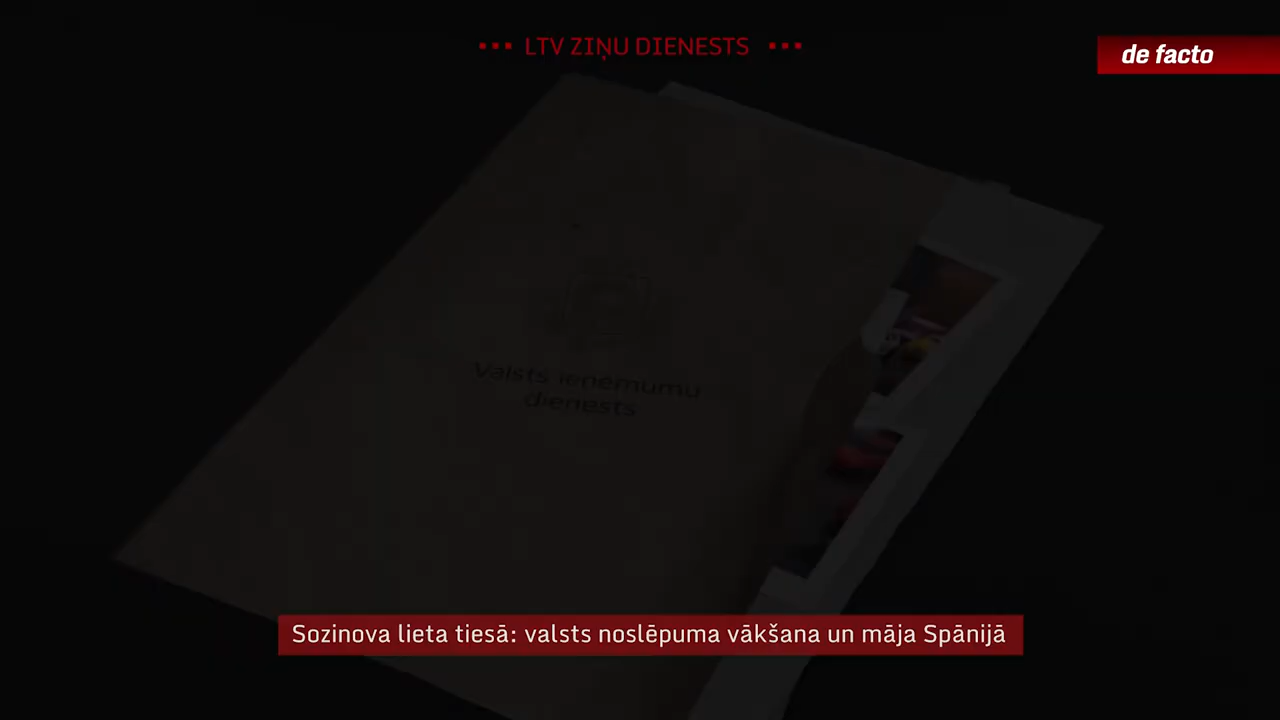 LTV ZIŅU DIENESTS
de facto
Valsts ieņēmumu
dienests
Sozinova lieta tiesā: valsts noslēpuma vākšana un māja Spānijā